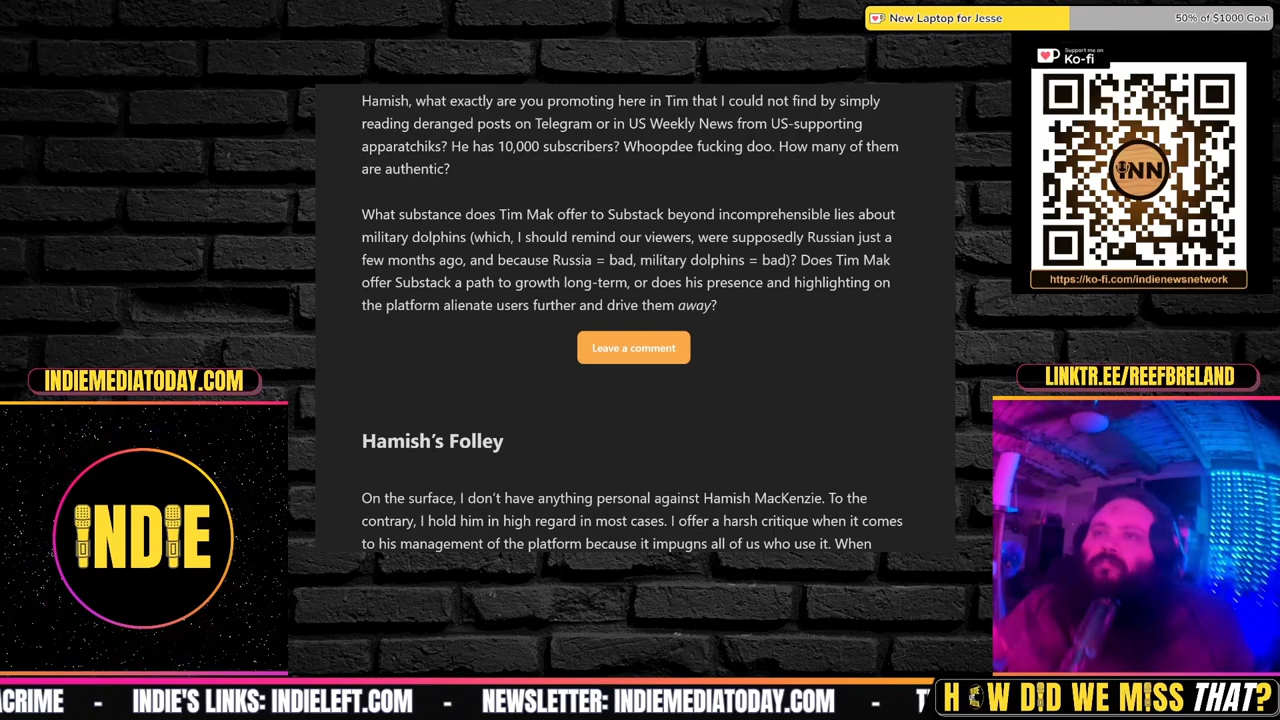 New Laptop for Jesse
50% of $1000 Goal
Support me on
Ko-fi
iNN
https://ko-fi.com/indienewsnetwork
Hamish, what exactly are you promoting here in Tim that I could not find by simply
reading deranged posts on Telegram or in US Weekly News from US-supporting
apparatchiks? He has 10,000 subscribers? Whoopdee fucking doo. How many of them
are authentic?
What substance does Tim Mak offer to Substack beyond incomprehensible lies about
military dolphins (which, I should remind our viewers, were supposedly Russian just a
few months ago, and because Russia = bad, military dolphins = bad)? Does Tim Mak
offer Substack a path to growth long-term, or does his presence and highlighting on
the platform alienate users further and drive them away?
Leave a comment
Hamish’s Folley
On the surface, I don’t have anything personal against Hamish MacKenzie. To the
contrary, I hold him in high regard in most cases. I offer a harsh critique when it comes
to his management of the platform because it impugns all of us who use it. When
INDIEMEDIATODAY.COM
INDIE
LINKTR.EE/REEFBRELAND
ACRIME - INDIE'S LINKS: INDIELEFT.COM - NEWSLETTER: INDIEMEDIATODAY.COM - T
HOW DID WE MISS THAT?